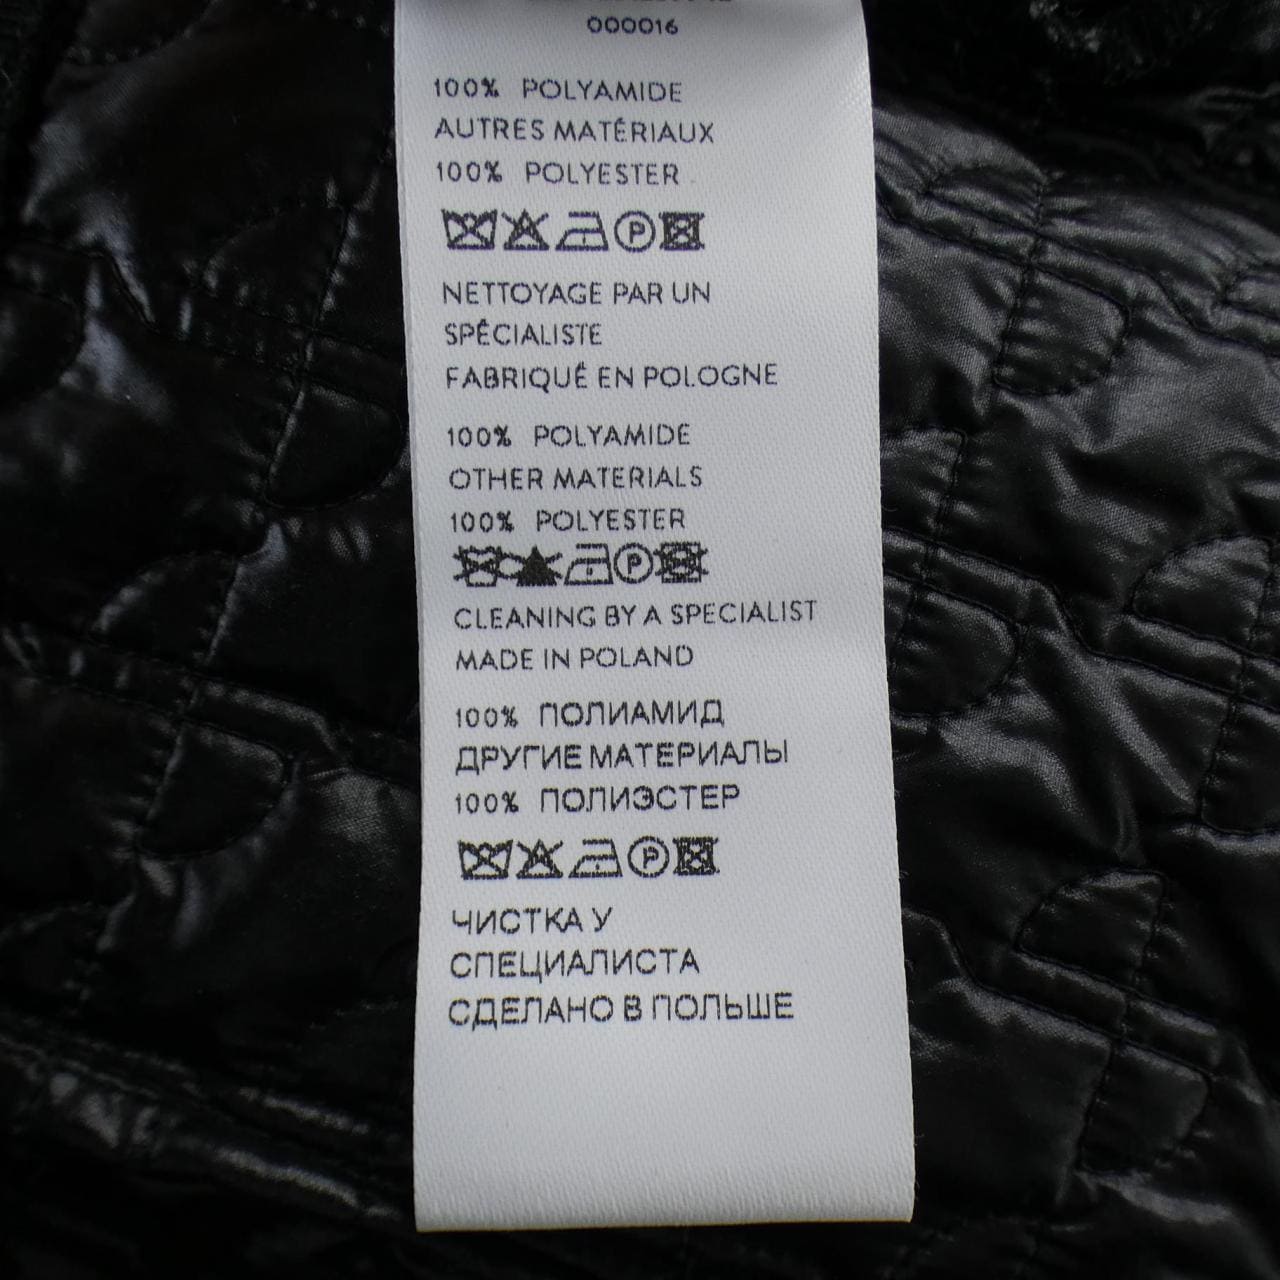 000016
100% POLYAMIDE
AUTRES MATÉRIAUX
100% POLYESTER
P
NETTOYAGE PAR UN
SPÉCIALISTE
FABRIQUÉ EN POLOGNE
100% POLYAMIDE
OTHER MATERIALS
100% POLYESTER
P
CLEANING BY A SPECIALIST
MADE IN POLAND
100% ПОЛИАМИД
ДРУГИЕ МАТЕРИАЛЫ
100% ПОЛИЭСТЕР
P
ЧИСТКА У
СПЕЦИАЛИСТА
СДЕЛАНО В ПОЛЬШЕ